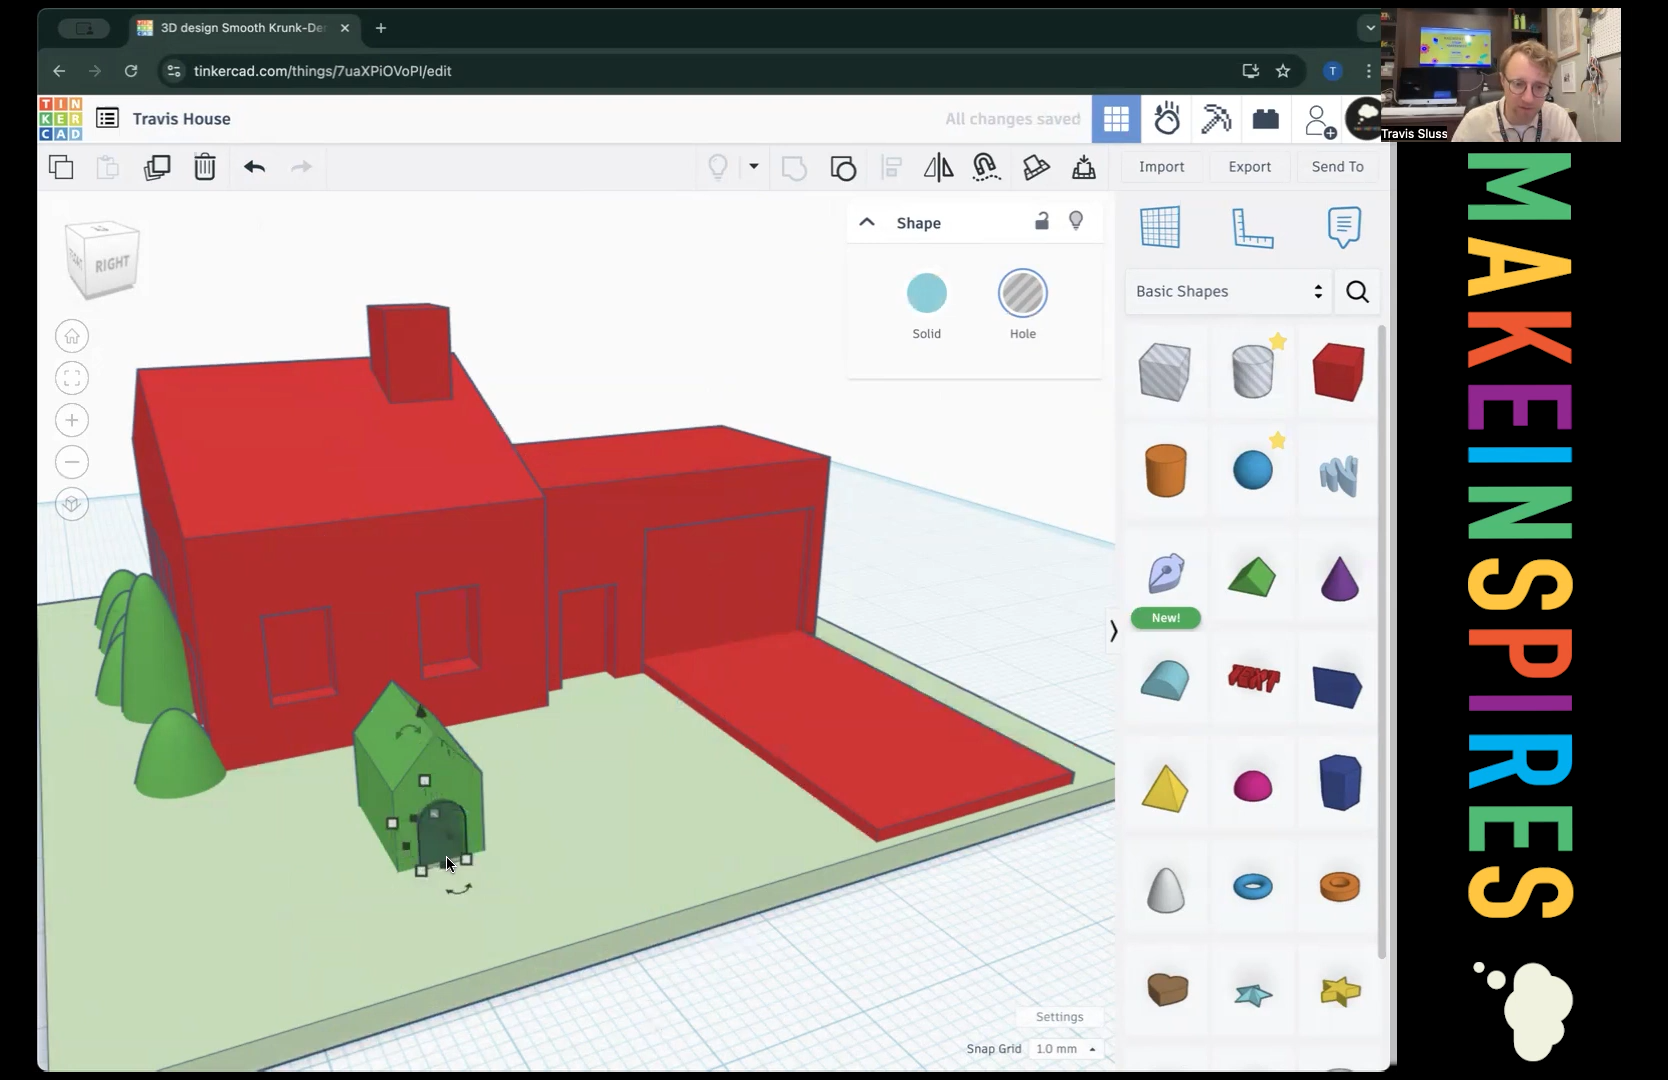 3D design Smooth Krunk-De
tinkercad.com/things/7uaXPiOVoPI/edit
T
TIN
KER
CAD
Travis House
All changes saved
Travis Sluss
Import
Export
Send To
Shape
Solid
Hole
RIGHT
Basic Shapes
New!
TEXT
Settings
Snap Grid
1.0 mm
MAKEINSPIRES